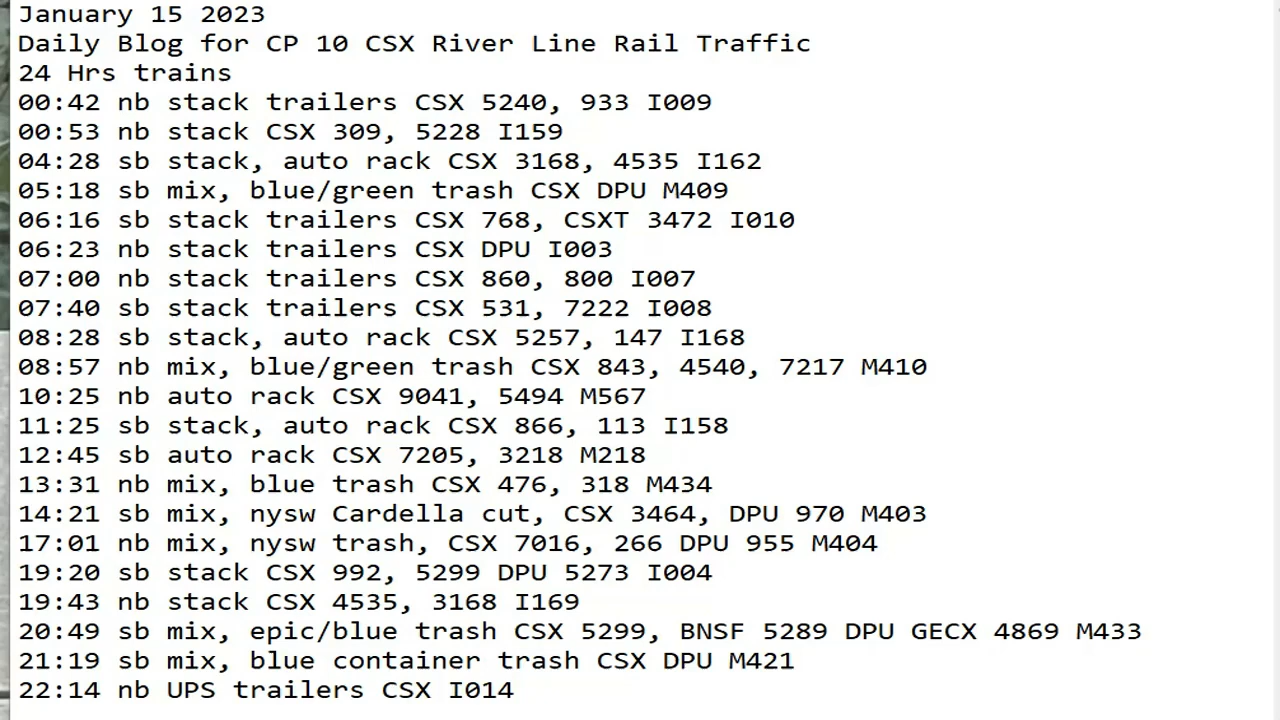 January 15 2023
Daily Blog for CP 10 CSX River Line Rail Traffic
24 Hrs trains
00:42 nb stack trailers CSX 5240, 933 I009
00:53 nb stack CSX 309, 5228 I159
04:28 sb stack, auto rack CSX 3168, 4535 I162
05:18 sb mix, blue/green trash CSX DPU M409
06:16 sb stack trailers CSX 768, CSXT 3472 I010
06:23 nb stack trailers CSX DPU I003
07:00 nb stack trailers CSX 860, 800 I007
07:40 sb stack trailers CSX 531, 7222 I008
08:28 sb stack, auto rack CSX 5257, 147 I168
08:57 nb mix, blue/green trash CSX 843, 4540, 7217 M410
10:25 nb auto rack CSX 9041, 5494 M567
11:25 sb stack, auto rack CSX 866, 113 I158
12:45 sb auto rack CSX 7205, 3218 M218
13:31 nb mix, blue trash CSX 476, 318 M434
14:21 sb mix, nysw Cardella cut, CSX 3464, DPU 970 M403
17:01 nb mix, nysw trash, CSX 7016, 266 DPU 955 M404
19:20 sb stack CSX 992, 5299 DPU 5273 I004
19:43 nb stack CSX 4535, 3168 I169
20:49 sb mix, epic/blue trash CSX 5299, BNSF 5289 DPU GECX 4869 M433
21:19 sb mix, blue container trash CSX DPU M421
22:14 nb UPS trailers CSX I014